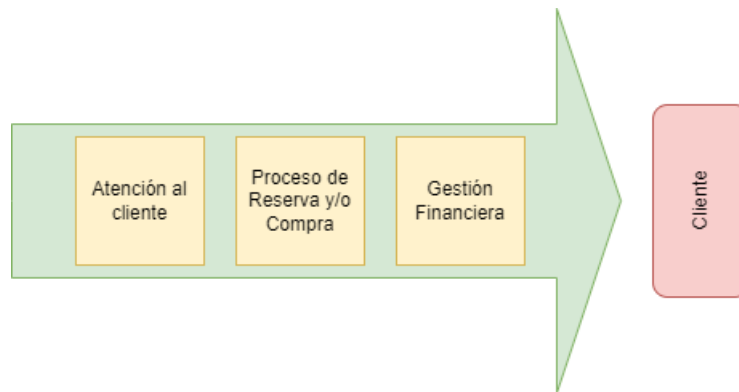 Atención al
cliente
Proceso de
Reserva y/o
Compra
Gestión
Financiera
Cliente